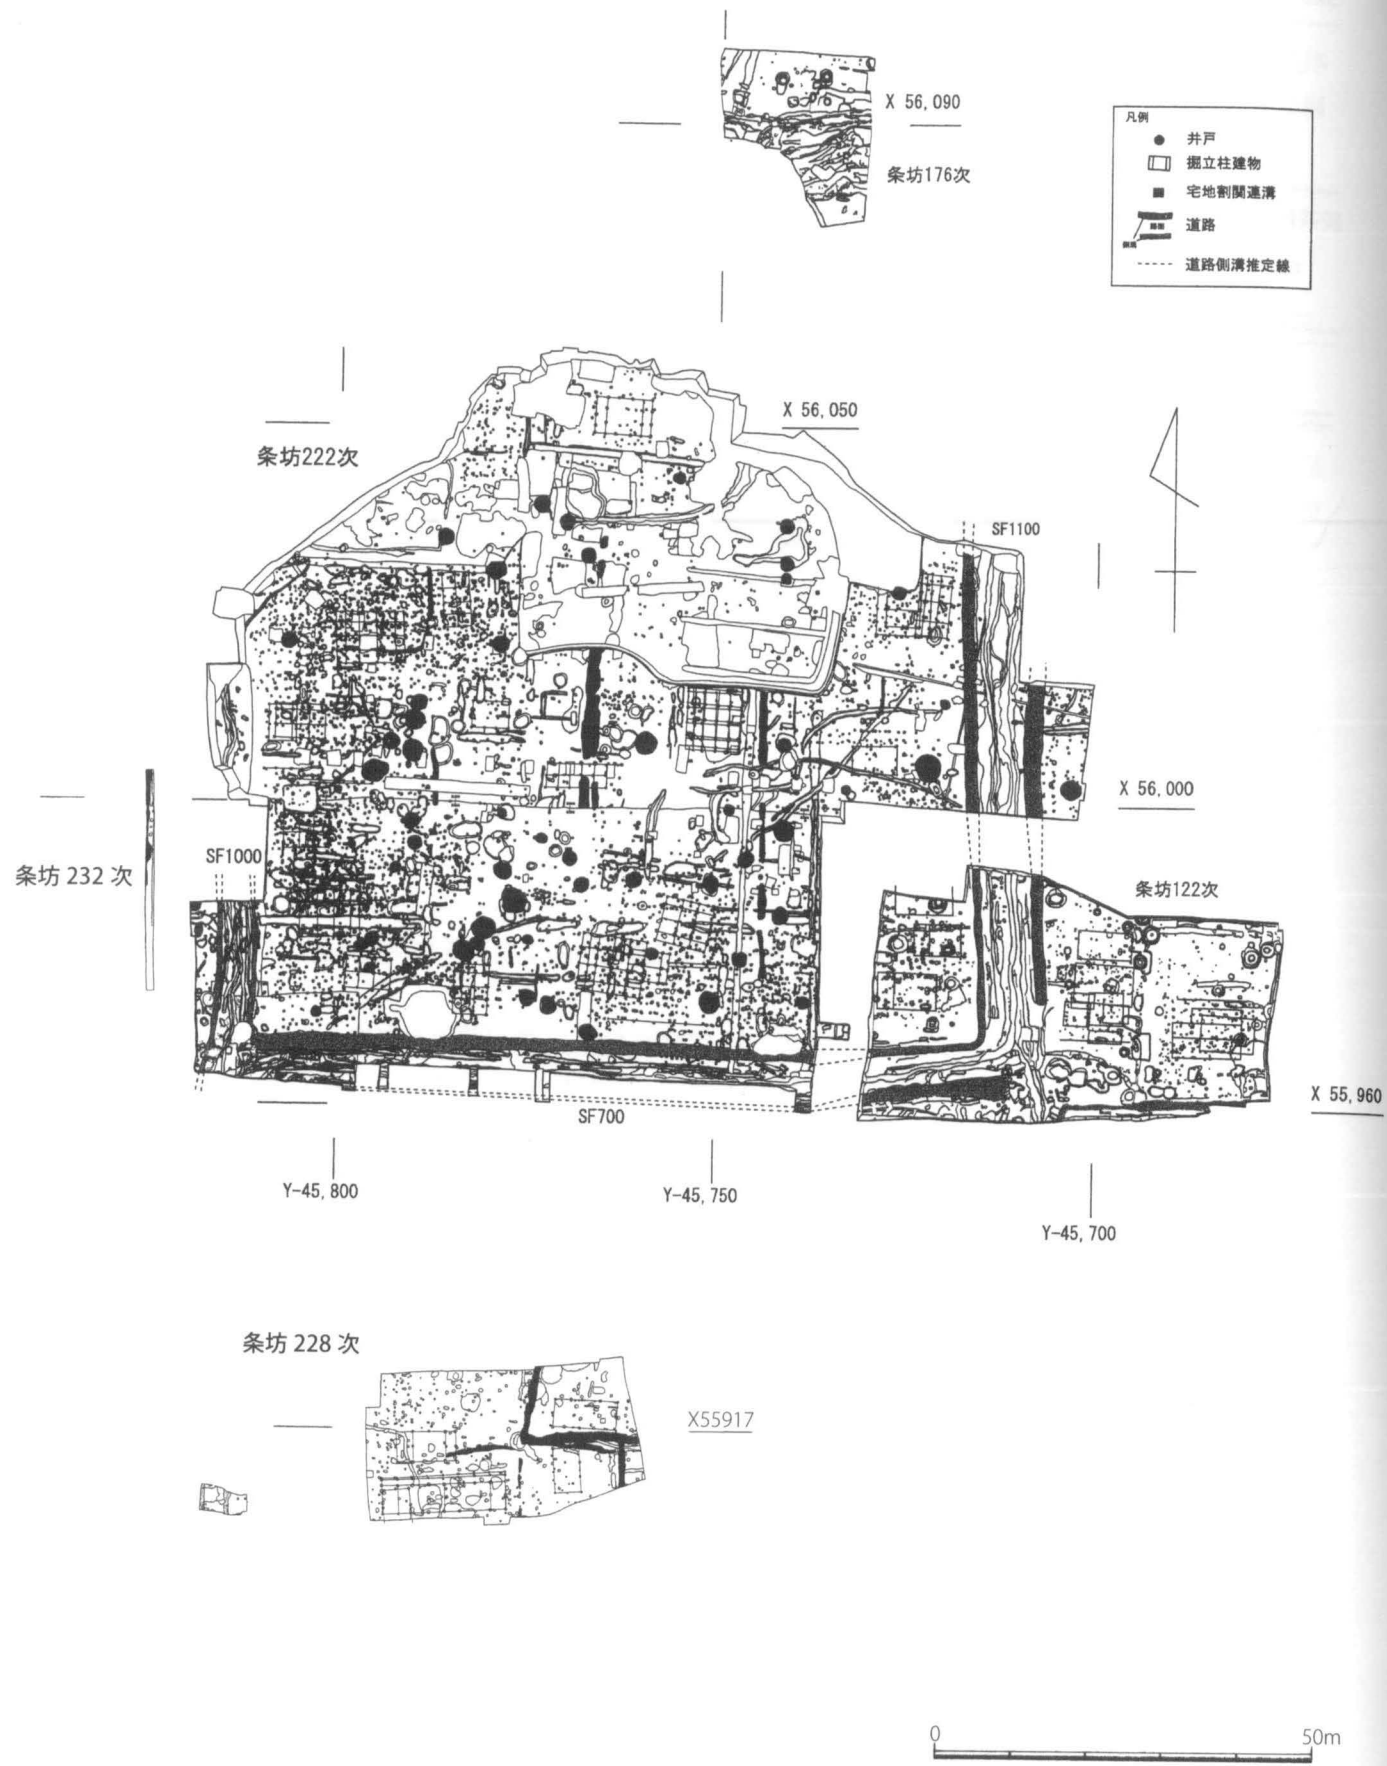 X 56,090
条坊176次
凡例
井戸
掘立柱建物
宅地割関連溝
道路
道路側溝推定線
X 56,050
条坊222次
SF1100
X 56,000
条坊 232 次
SF1000
条坊122次
X 55,960
SF700
Y-45,800
Y-45,750
Y-45,700
条坊 228 次
X55917
0
50m